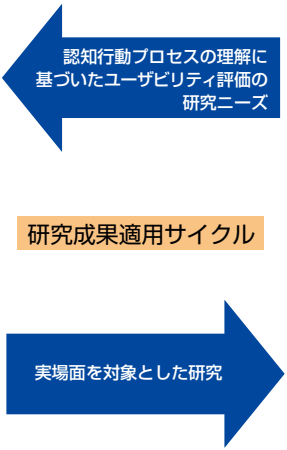 認知行動プロセスの理解に
基づいたユーザビリティ評価の
研究ニーズ
研究成果適用サイクル
実場面を対象とした研究